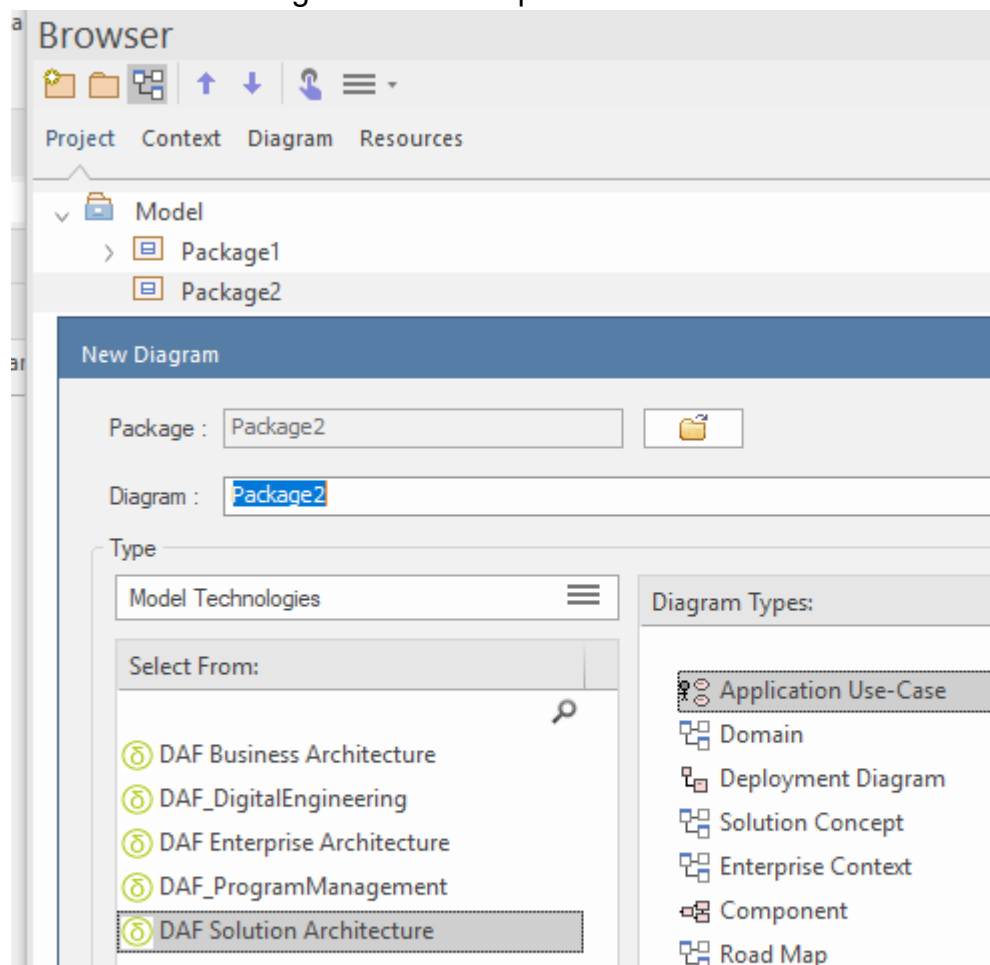 Browser
Project Context Diagram Resources
Model
Package1
Package2
New Diagram
Package : Package2
Diagram : Package2
Type
Model Technologies
Diagram Types:
Select From:
Application Use-Case
Domain
DAF Business Architecture
Deployment Diagram
DAF_DigitalEngineering
Solution Concept
DAF Enterprise Architecture
Enterprise Context
DAF_ProgramManagement
Component
DAF Solution Architecture
Road Map